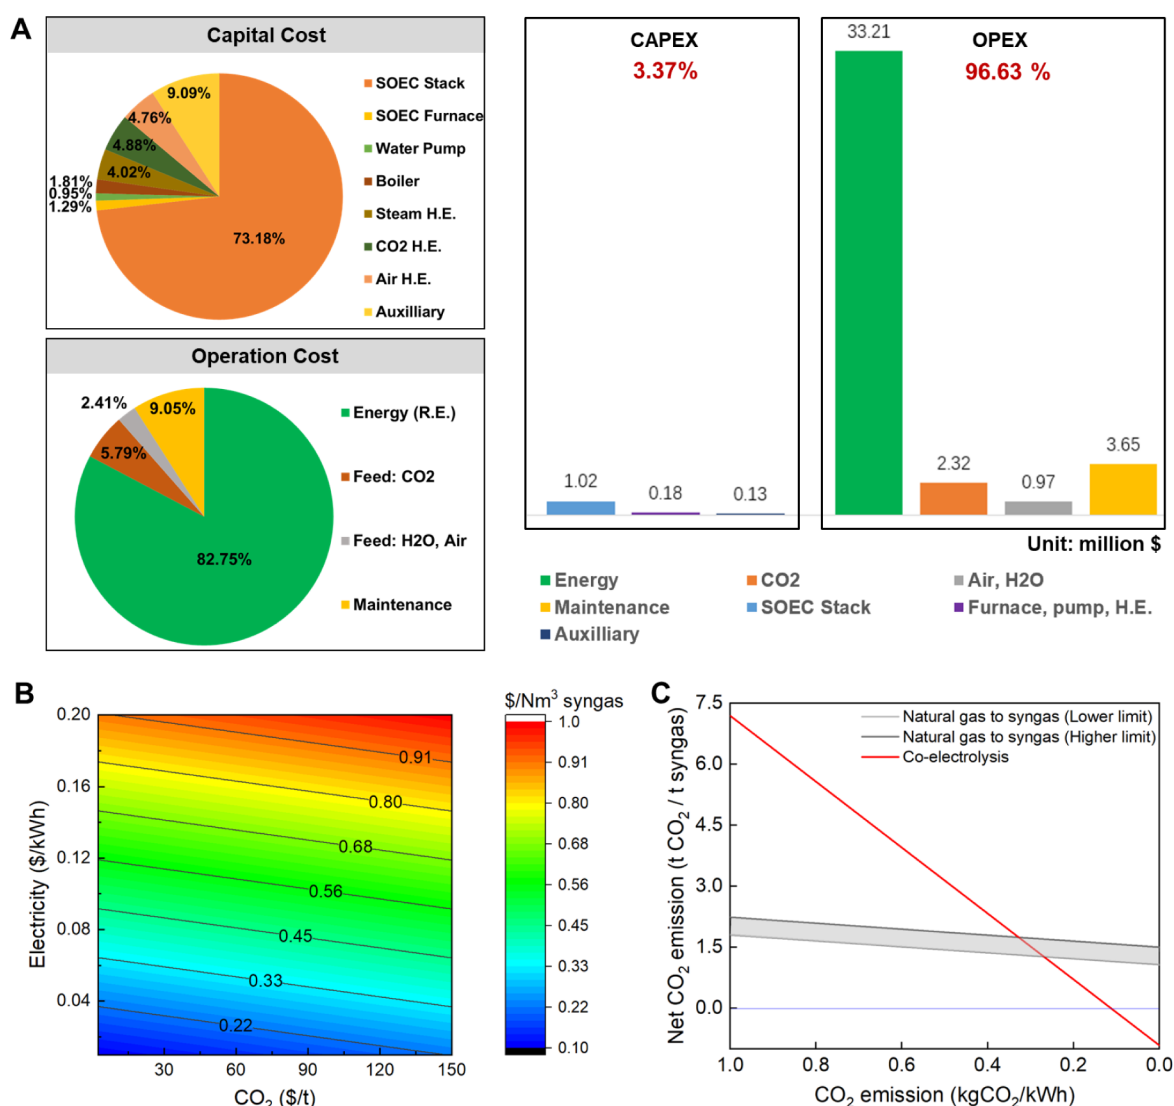 A
Capital Cost
9.09%
4.76%
4.88%
4.02%
1.81%
0.95%
1.29%
73.18%
SOEC Stack
SOEC Furnace
Water Pump
Boiler
Steam H.E.
CO2 H.E.
Air H.E.
Auxilliary
Operation Cost
2.41%
9.05%
5.79%
82.75%
Energy (R.E.)
Feed: CO2
Feed: H2O, Air
Maintenance
CAPEX
3.37%
1.02
0.18
0.13
33.21
OPEX
96.63 %
2.32
0.97
3.65
Unit: million $
Energy
CO2
Air, H2O
Maintenance
SOEC Stack
Furnace, pump, H.E.
Auxilliary
B
$/Nm³ syngas
0.20
0.16
0.12
0.08
0.04
Electricity ($/kWh)
0.91
0.80
0.68
0.56
0.45
0.33
0.22
30
60
90
120
150
CO₂ ($/t)
1.0
0.91
0.80
0.68
0.56
0.45
0.33
0.22
0.10
C
7.5
6.0
4.5
3.0
1.5
0.0
Net CO₂ emission (t CO₂ / t syngas)
Natural gas to syngas (Lower limit)
Natural gas to syngas (Higher limit)
Co-electrolysis
1.0
0.8
0.6
0.4
0.2
0.0
CO₂ emission (kgCO₂/kWh)